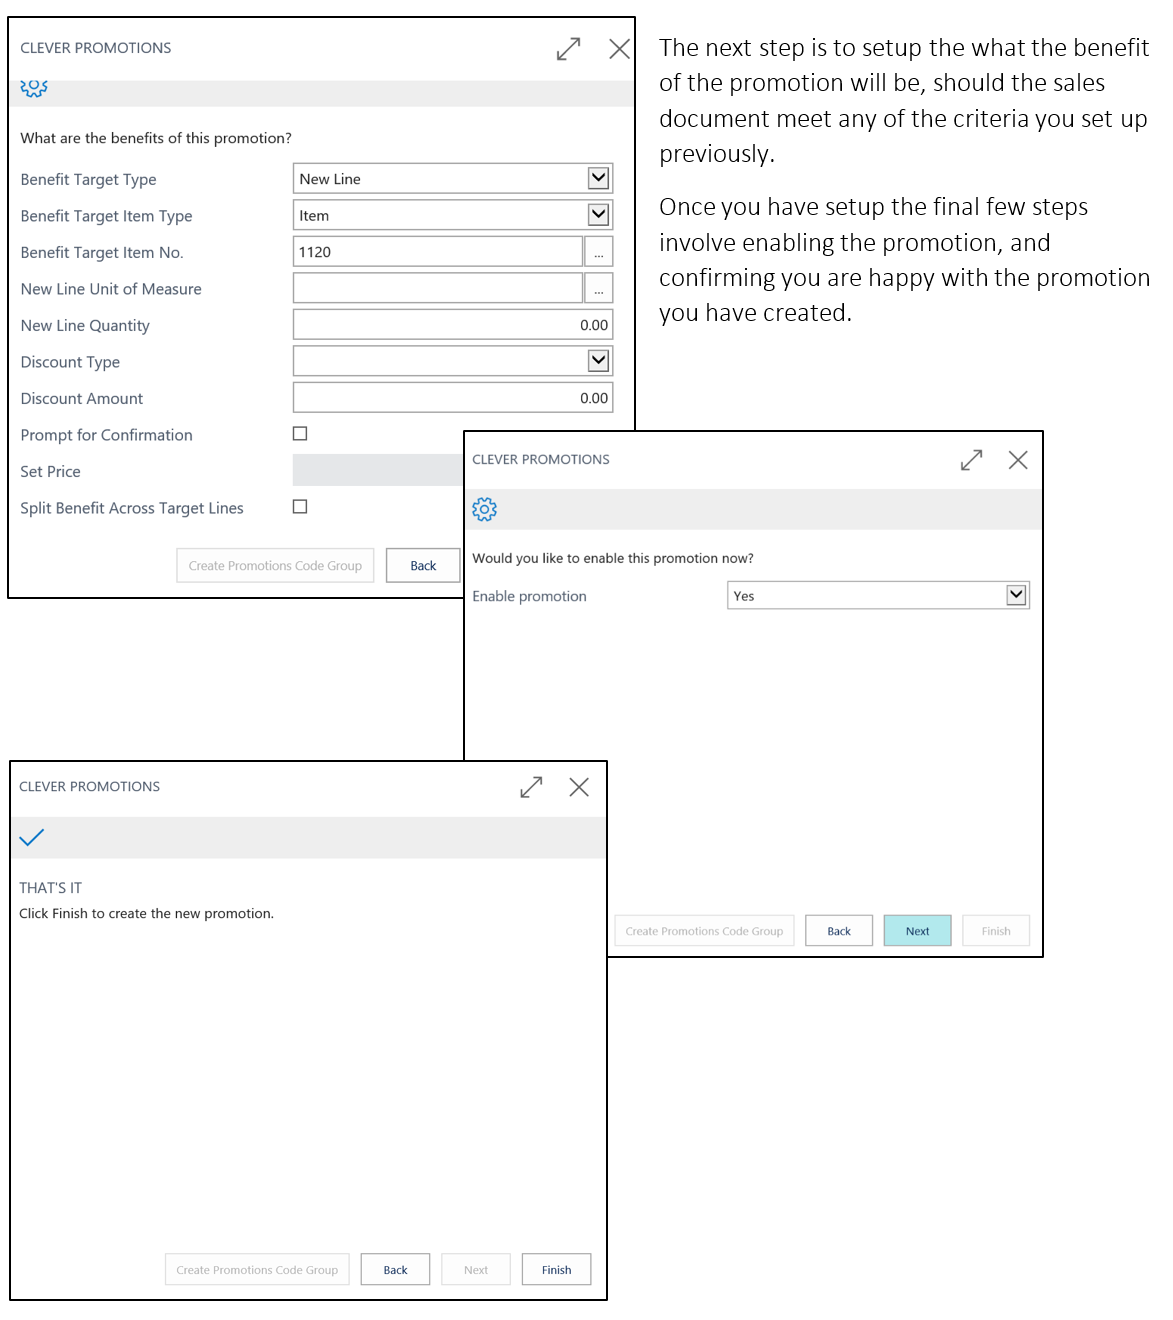 CLEVER PROMOTIONS
What are the benefits of this promotion?
Benefit Target Type New Line
Benefit Target Item Type Item
Benefit Target Item No. 1120 ...
New Line Unit of Measure ...
New Line Quantity 0.00
Discount Type
Discount Amount 0.00
Prompt for Confirmation
Set Price
Split Benefit Across Target Lines
Create Promotions Code Group Back
The next step is to setup the what the benefit
of the promotion will be, should the sales
document meet any of the criteria you set up
previously.
Once you have setup the final few steps
involve enabling the promotion, and
confirming you are happy with the promotion
you have created.
CLEVER PROMOTIONS
Would you like to enable this promotion now?
Enable promotion Yes
Create Promotions Code Group Back Next Finish
CLEVER PROMOTIONS
THAT'S IT
Click Finish to create the new promotion.
Create Promotions Code Group Back Next Finish